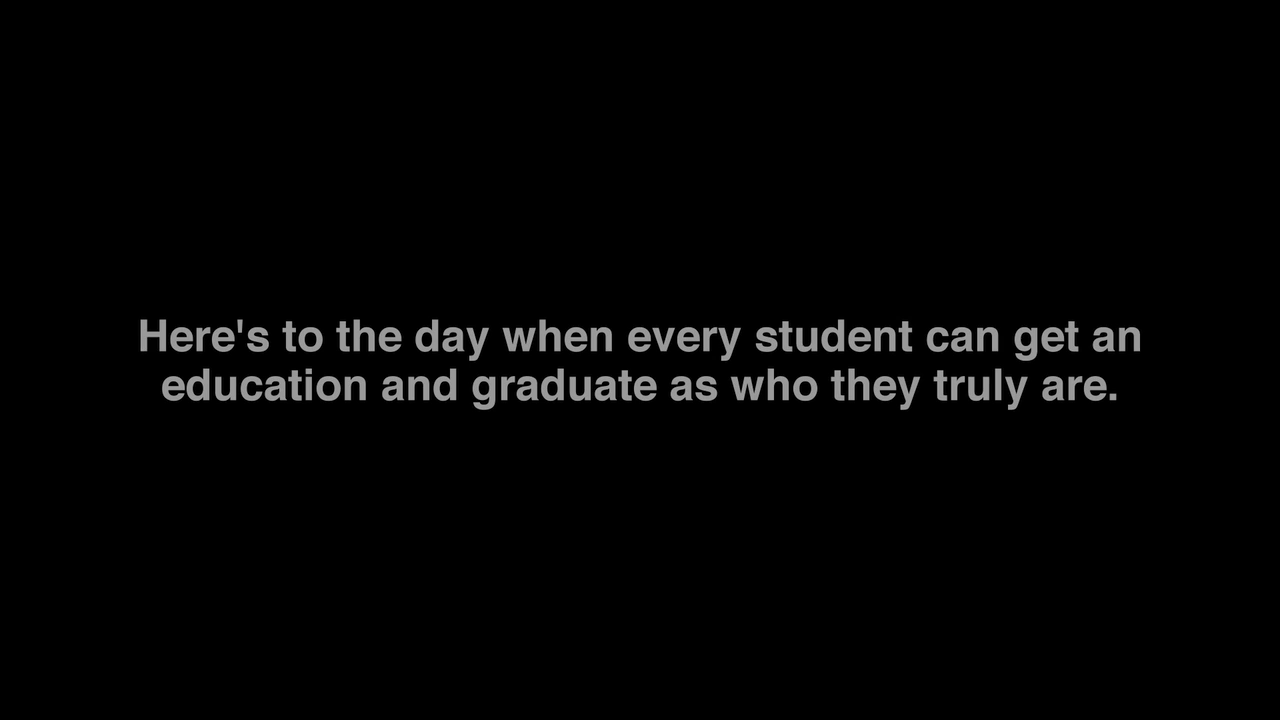 Here's to the day when every student can get an
education and graduate as who they truly are.